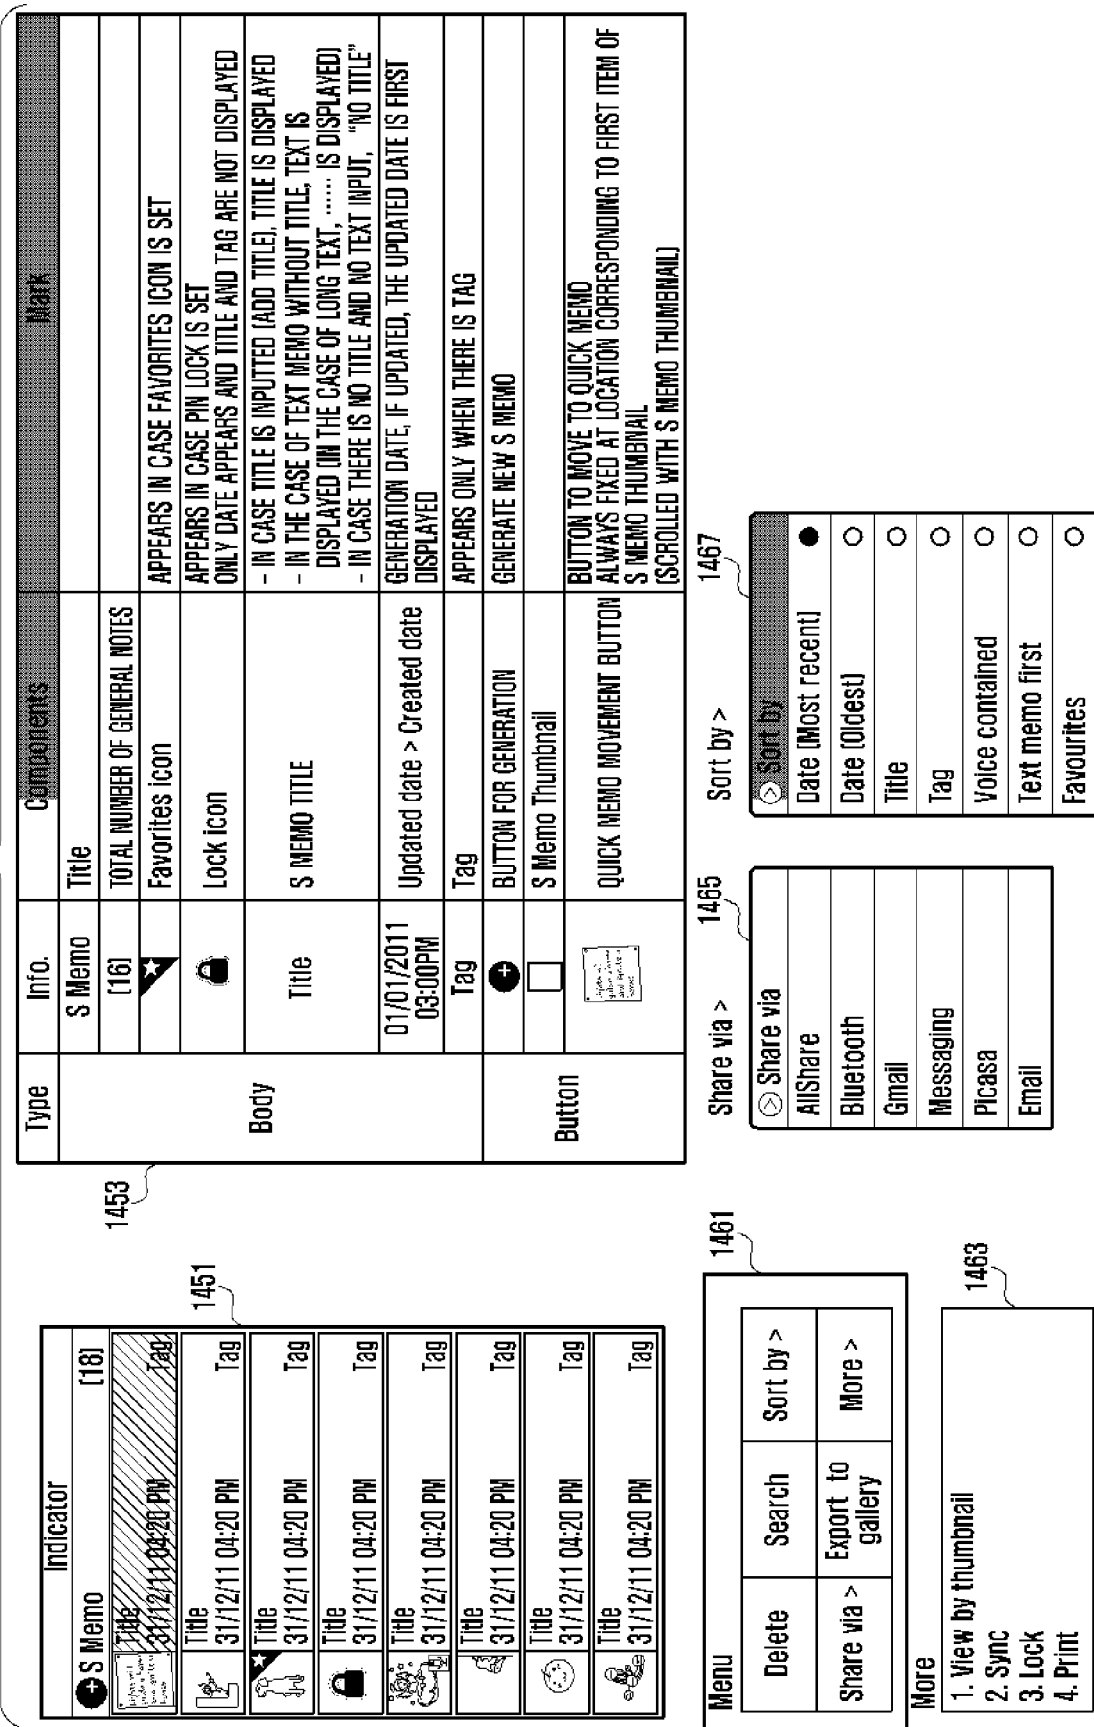 Indicator
S Memo (18)
Title
31/12/11 04:20 PM Tag
Title
31/12/11 04:20 PM Tag
Title
31/12/11 04:20 PM Tag
Title
31/12/11 04:20 PM Tag
Title
31/12/11 04:20 PM Tag
Title
31/12/11 04:20 PM Tag
Title
31/12/11 04:20 PM Tag
Title
31/12/11 04:20 PM Tag
1451
1453
Type Info. Components Mark
Body
S Memo Title
(16) TOTAL NUMBER OF GENERAL NOTES
Favorites icon APPEARS IN CASE FAVORITES ICON IS SET
Lock icon APPEARS IN CASE PIN LOCK IS SET
ONLY DATE APPEARS AND TITLE AND TAG ARE NOT DISPLAYED
Title S MEMO TITLE
- IN CASE TITLE IS INPUTTED (ADD TITLE), TITLE IS DISPLAYED
- IN THE CASE OF TEXT MEMO WITHOUT TITLE, TEXT IS
DISPLAYED (IN THE CASE OF LONG TEXT, ······ IS DISPLAYED)
- IN CASE THERE IS NO TITLE AND NO TEXT INPUT, "NO TITLE"
01/01/2011
03:00PM
Updated date > Created date
GENERATION DATE, IF UPDATED, THE UPDATED DATE IS FIRST
DISPLAYED
Tag Tag APPEARS ONLY WHEN THERE IS TAG
Button
+ BUTTON FOR GENERATION GENERATE NEW S MEMO
S Memo Thumbnail
QUICK MEMO MOVEMENT BUTTON
BUTTON TO MOVE TO QUICK MEMO
ALWAYS FIXED AT LOCATION CORRESPONDING TO FIRST ITEM OF
S MEMO THUMBNAIL
(SCROLLED WITH S MEMO THUMBNAIL)
1461
Menu
Delete Search Sort by >
Share via > Export to
gallery
More >
1463
More
1. View by thumbnail
2. Sync
3. Lock
4. Print
Share via >
1465
Share via
AllShare
Bluetooth
Gmail
Messaging
Picasa
Email
Sort by >
1467
Sort by
Date (Most recent)
Date (Oldest)
Title
Tag
Voice contained
Text memo first
Favourites